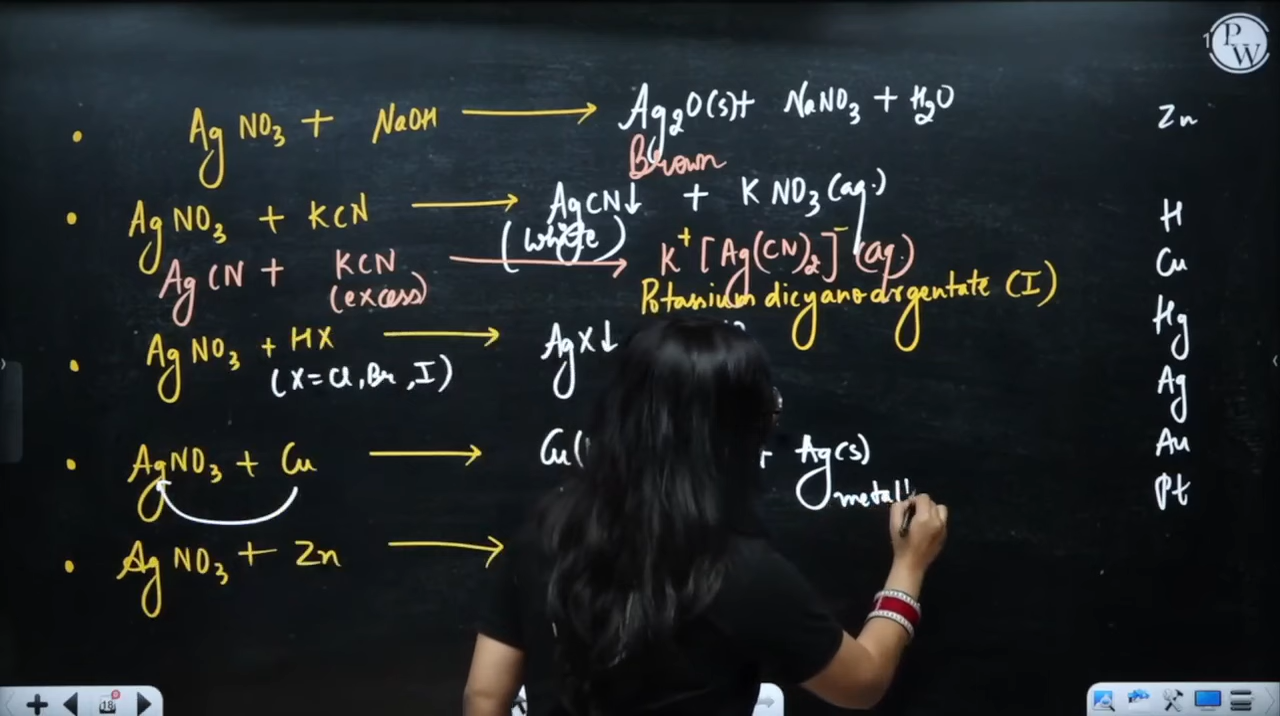 AgNO₃ + NaOH ⟶ Ag₂O(s) + NaNO₃ + H₂O
Brown
AgNO₃ + KCN ⟶ AgCN↓ + KNO₃(aq.)
(white)
AgCN + KCN ⟶ K⁺[Ag(CN)₂]⁻(aq.)
(excess)
Potassium dicyanoargentate (I)
AgNO₃ + HX ⟶ AgX↓
(X=Cl, Br, I)
AgNO₃ + Cu ⟶ Cu( + Ag(s)
AgNO₃ + Zn ⟶
Zn
H
Cu
Hg
Ag
Au
Pt
PW
18